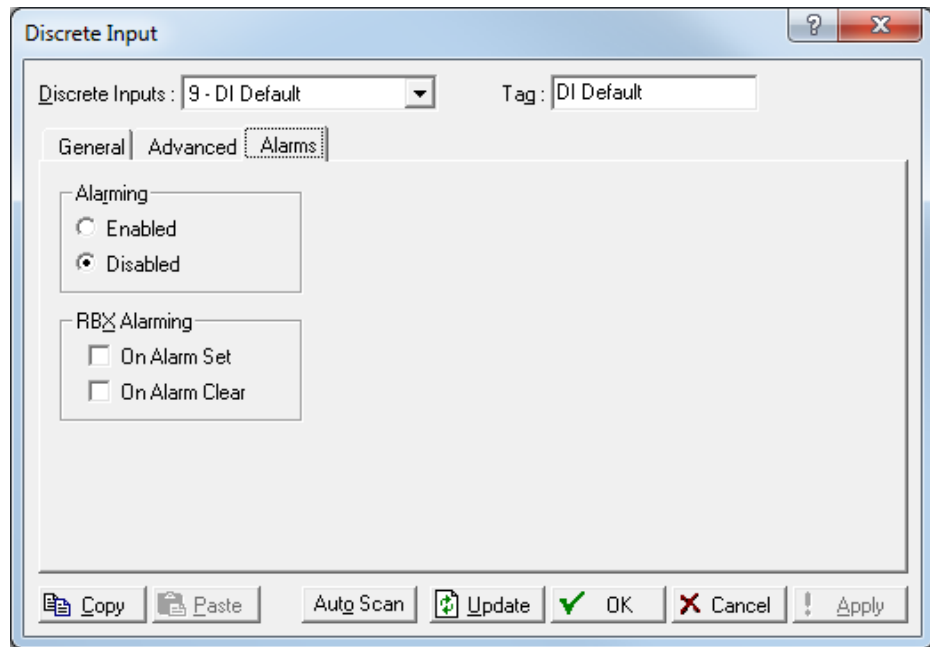 Discrete Input
Discrete Inputs : 9 - DI Default Tag : DI Default
General Advanced Alarms
Alarming
Enabled
Disabled
RBX Alarming
On Alarm Set
On Alarm Clear
Copy Paste Auto Scan Update OK Cancel Apply